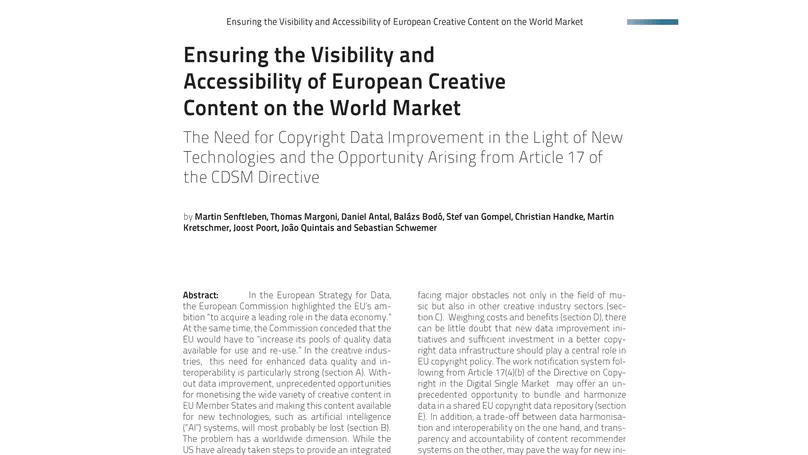 Ensuring the Visibility and Accessibility of European Creative Content on the World Market
Ensuring the Visibility and
Accessibility of European Creative
Content on the World Market
The Need for Copyright Data Improvement in the Light of New
Technologies and the Opportunity Arising from Article 17 of
the CDSM Directive
by Martin Senftleben, Thomas Margoni, Daniel Antal, Balázs Bodó, Stef van Gompel, Christian Handke, Martin
Kretschmer, Joost Poort, João Quintais and Sebastian Schwemer
Abstract: In the European Strategy for Data,
the European Commission highlighted the EU's am-
bition "to acquire a leading role in the data economy."
At the same time, the Commission conceded that the
EU would have to "increase its pools of quality data
available for use and re-use." In the creative indus-
tries, this need for enhanced data quality and in-
teroperability is particularly strong (section A). With-
out data improvement, unprecedented opportunities
for monetising the wide variety of creative content in
EU Member States and making this content available
for new technologies, such as artificial intelligence
("AI") systems, will most probably be lost (section B).
The problem has a worldwide dimension. While the
US have already taken steps to provide an integrated
facing major obstacles not only in the field of mu-
sic but also in other creative industry sectors (sec-
tion C). Weighing costs and benefits (section D), there
can be little doubt that new data improvement ini-
tiatives and sufficient investment in a better copy-
right data infrastructure should play a central role in
EU copyright policy. The work notification system fol-
lowing from Article 17(4)(b) of the Directive on Copy-
right in the Digital Single Market may offer an un-
precedented opportunity to bundle and harmonize
data in a shared EU copyright data repository (section
E). In addition, a trade-off between data harmonisa-
tion and interoperability on the one hand, and trans-
parency and accountability of content recommender
systems on the other, may pave the way for new ini-